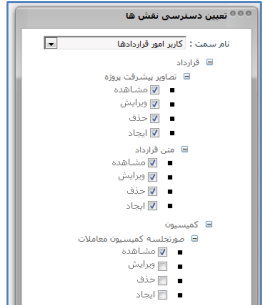 تعیین دسترسی نقش ها
نام سمت : کاربر امور قراردادها
قرارداد
تصاویر پیشرفت پروژه
مشاهده
ویرایش
حذف
ایجاد
متن قرارداد
مشاهده
ویرایش
حذف
ایجاد
کمیسیون
صورتجلسه کمیسیون معاملات
مشاهده
ویرایش
حذف
ایجاد